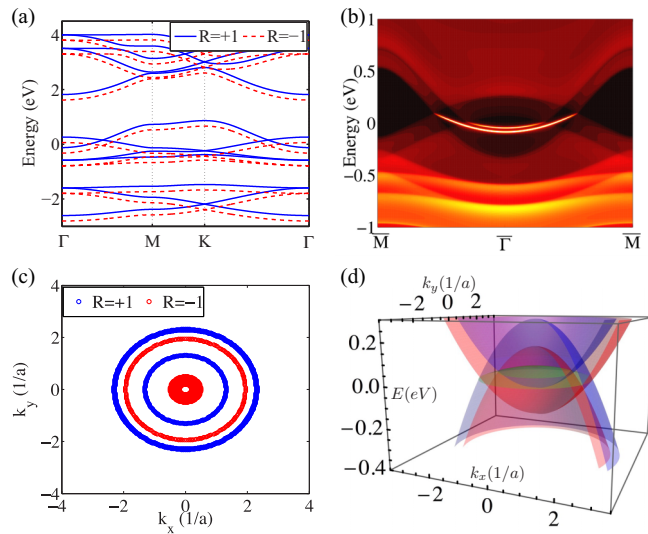 (a)
R=+1 R=−1
4
2
0
−2
Energy (eV)
Γ M K Γ
(b)
1
0.5
0
−0.5
−1
Energy (eV)
M Γ M
(c)
R=+1 R=−1
4
2
0
−2
−4
k_y (1/a)
−4 −2 0 2 4
k_x (1/a)
(d)
k_y(1/a)
−2 0 2
0.2
0.0
−0.2
−0.4
E(eV)
k_x(1/a)
−2 0 2